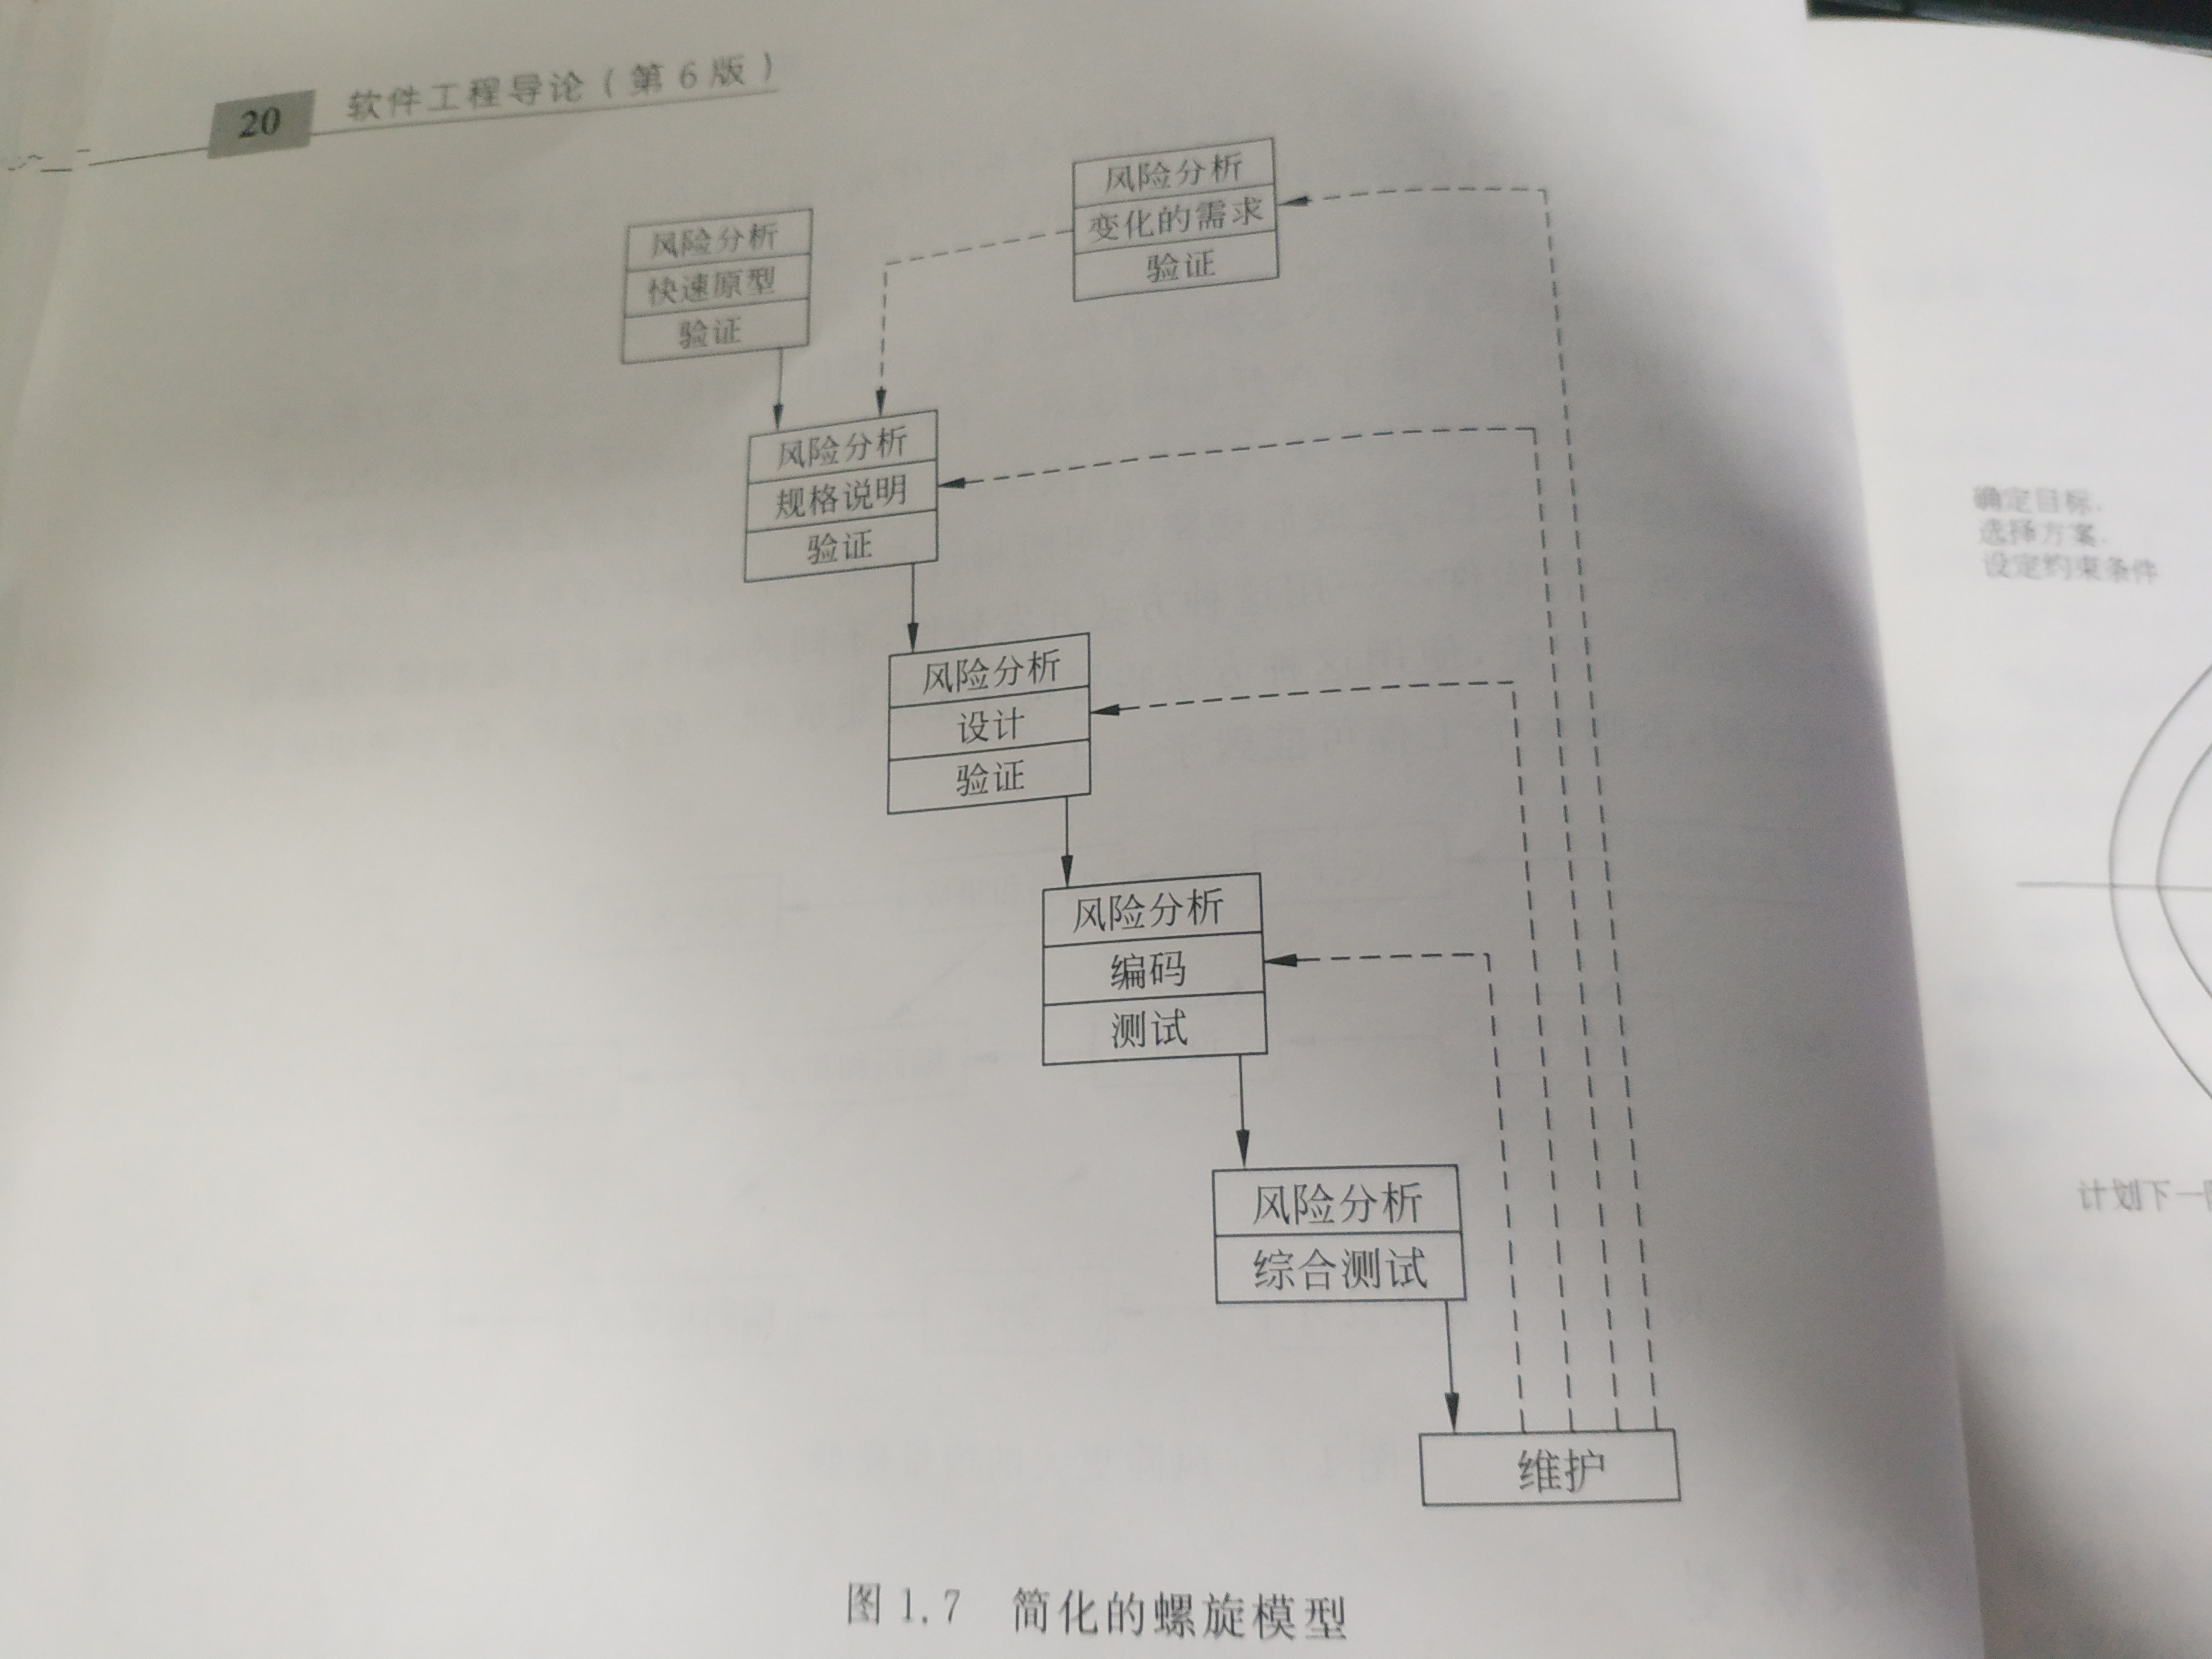 20 软件工程导论(第6版)
风险分析
快速原型
验证
风险分析
变化的需求
验证
风险分析
规格说明
验证
风险分析
设计
验证
风险分析
编码
测试
风险分析
综合测试
维护
图1.7 简化的螺旋模型
确定目标,
选择方案,
设定约束条件
计划下一